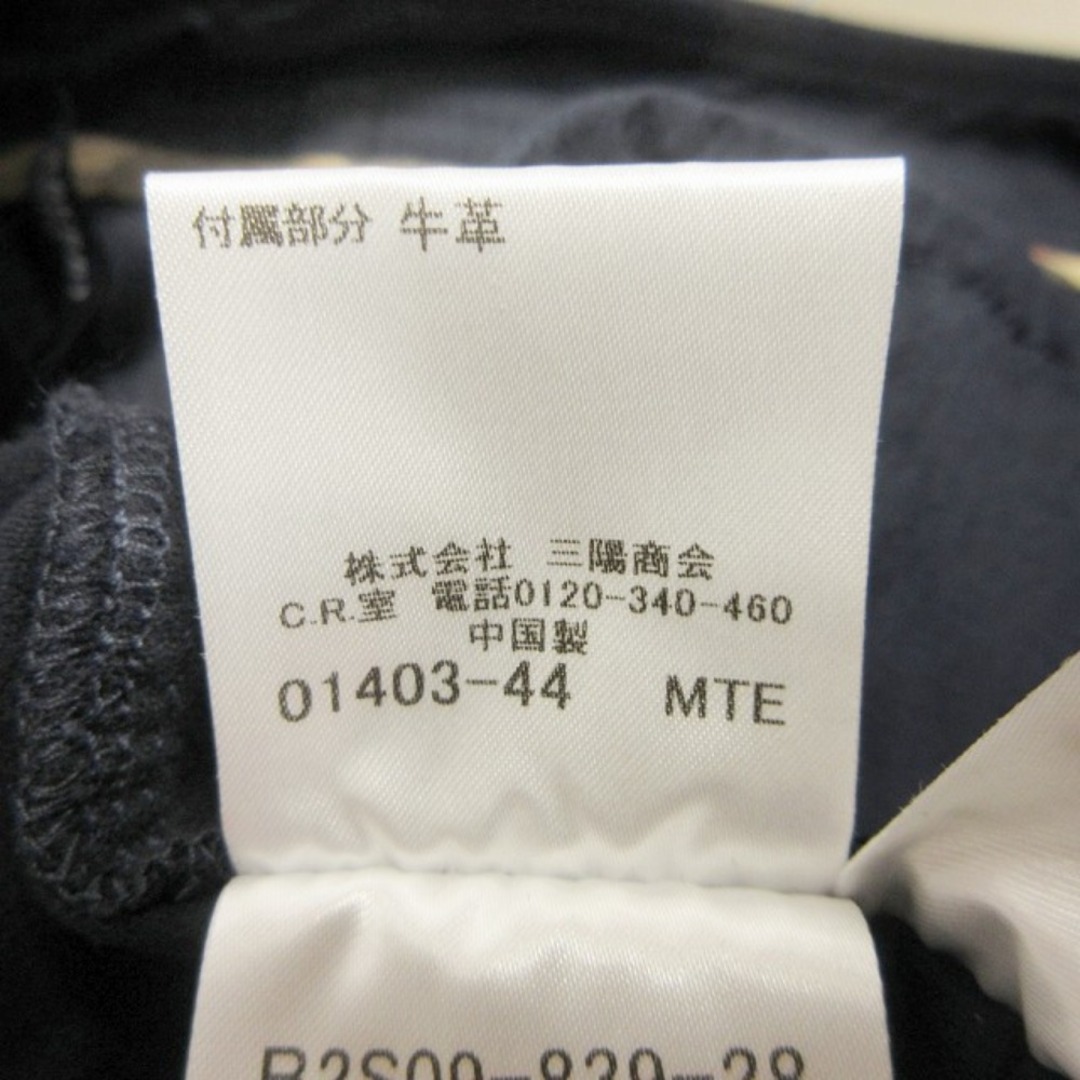 付属部分 牛革
株式会社 三陽商会
C.R.室 電話0120-340-460
中国製
01403-44 MTE